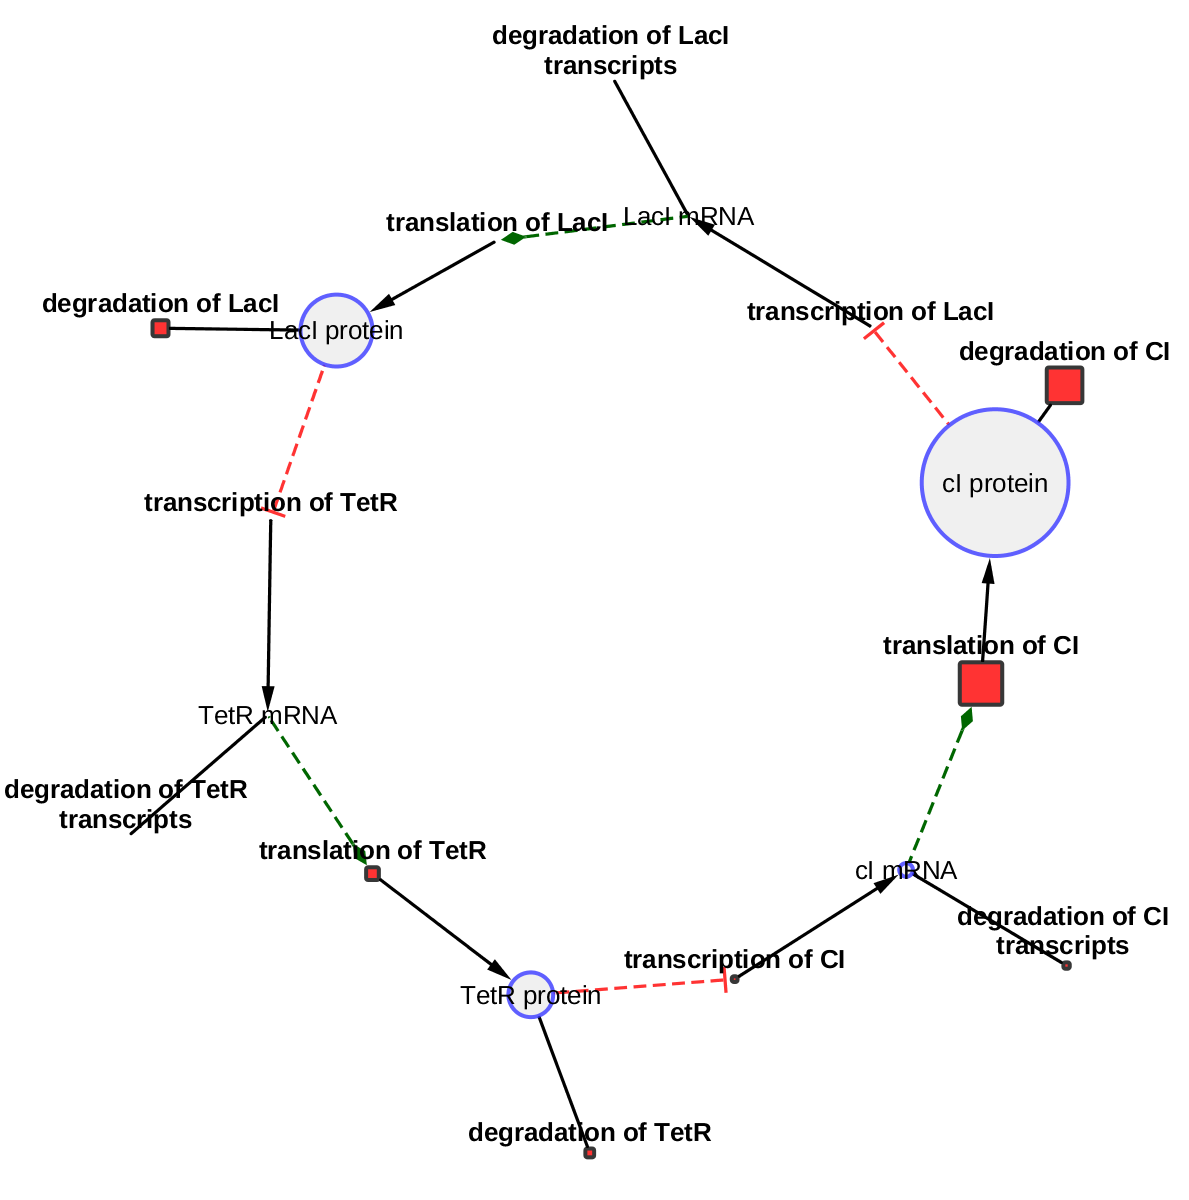 degradation of LacI
transcripts
LacI mRNA
translation of LacI
degradation of LacI
LacI protein
transcription of LacI
degradation of CI
cI protein
transcription of TetR
translation of CI
TetR mRNA
degradation of TetR
transcripts
translation of TetR
cI mRNA
degradation of CI
transcripts
transcription of CI
TetR protein
degradation of TetR